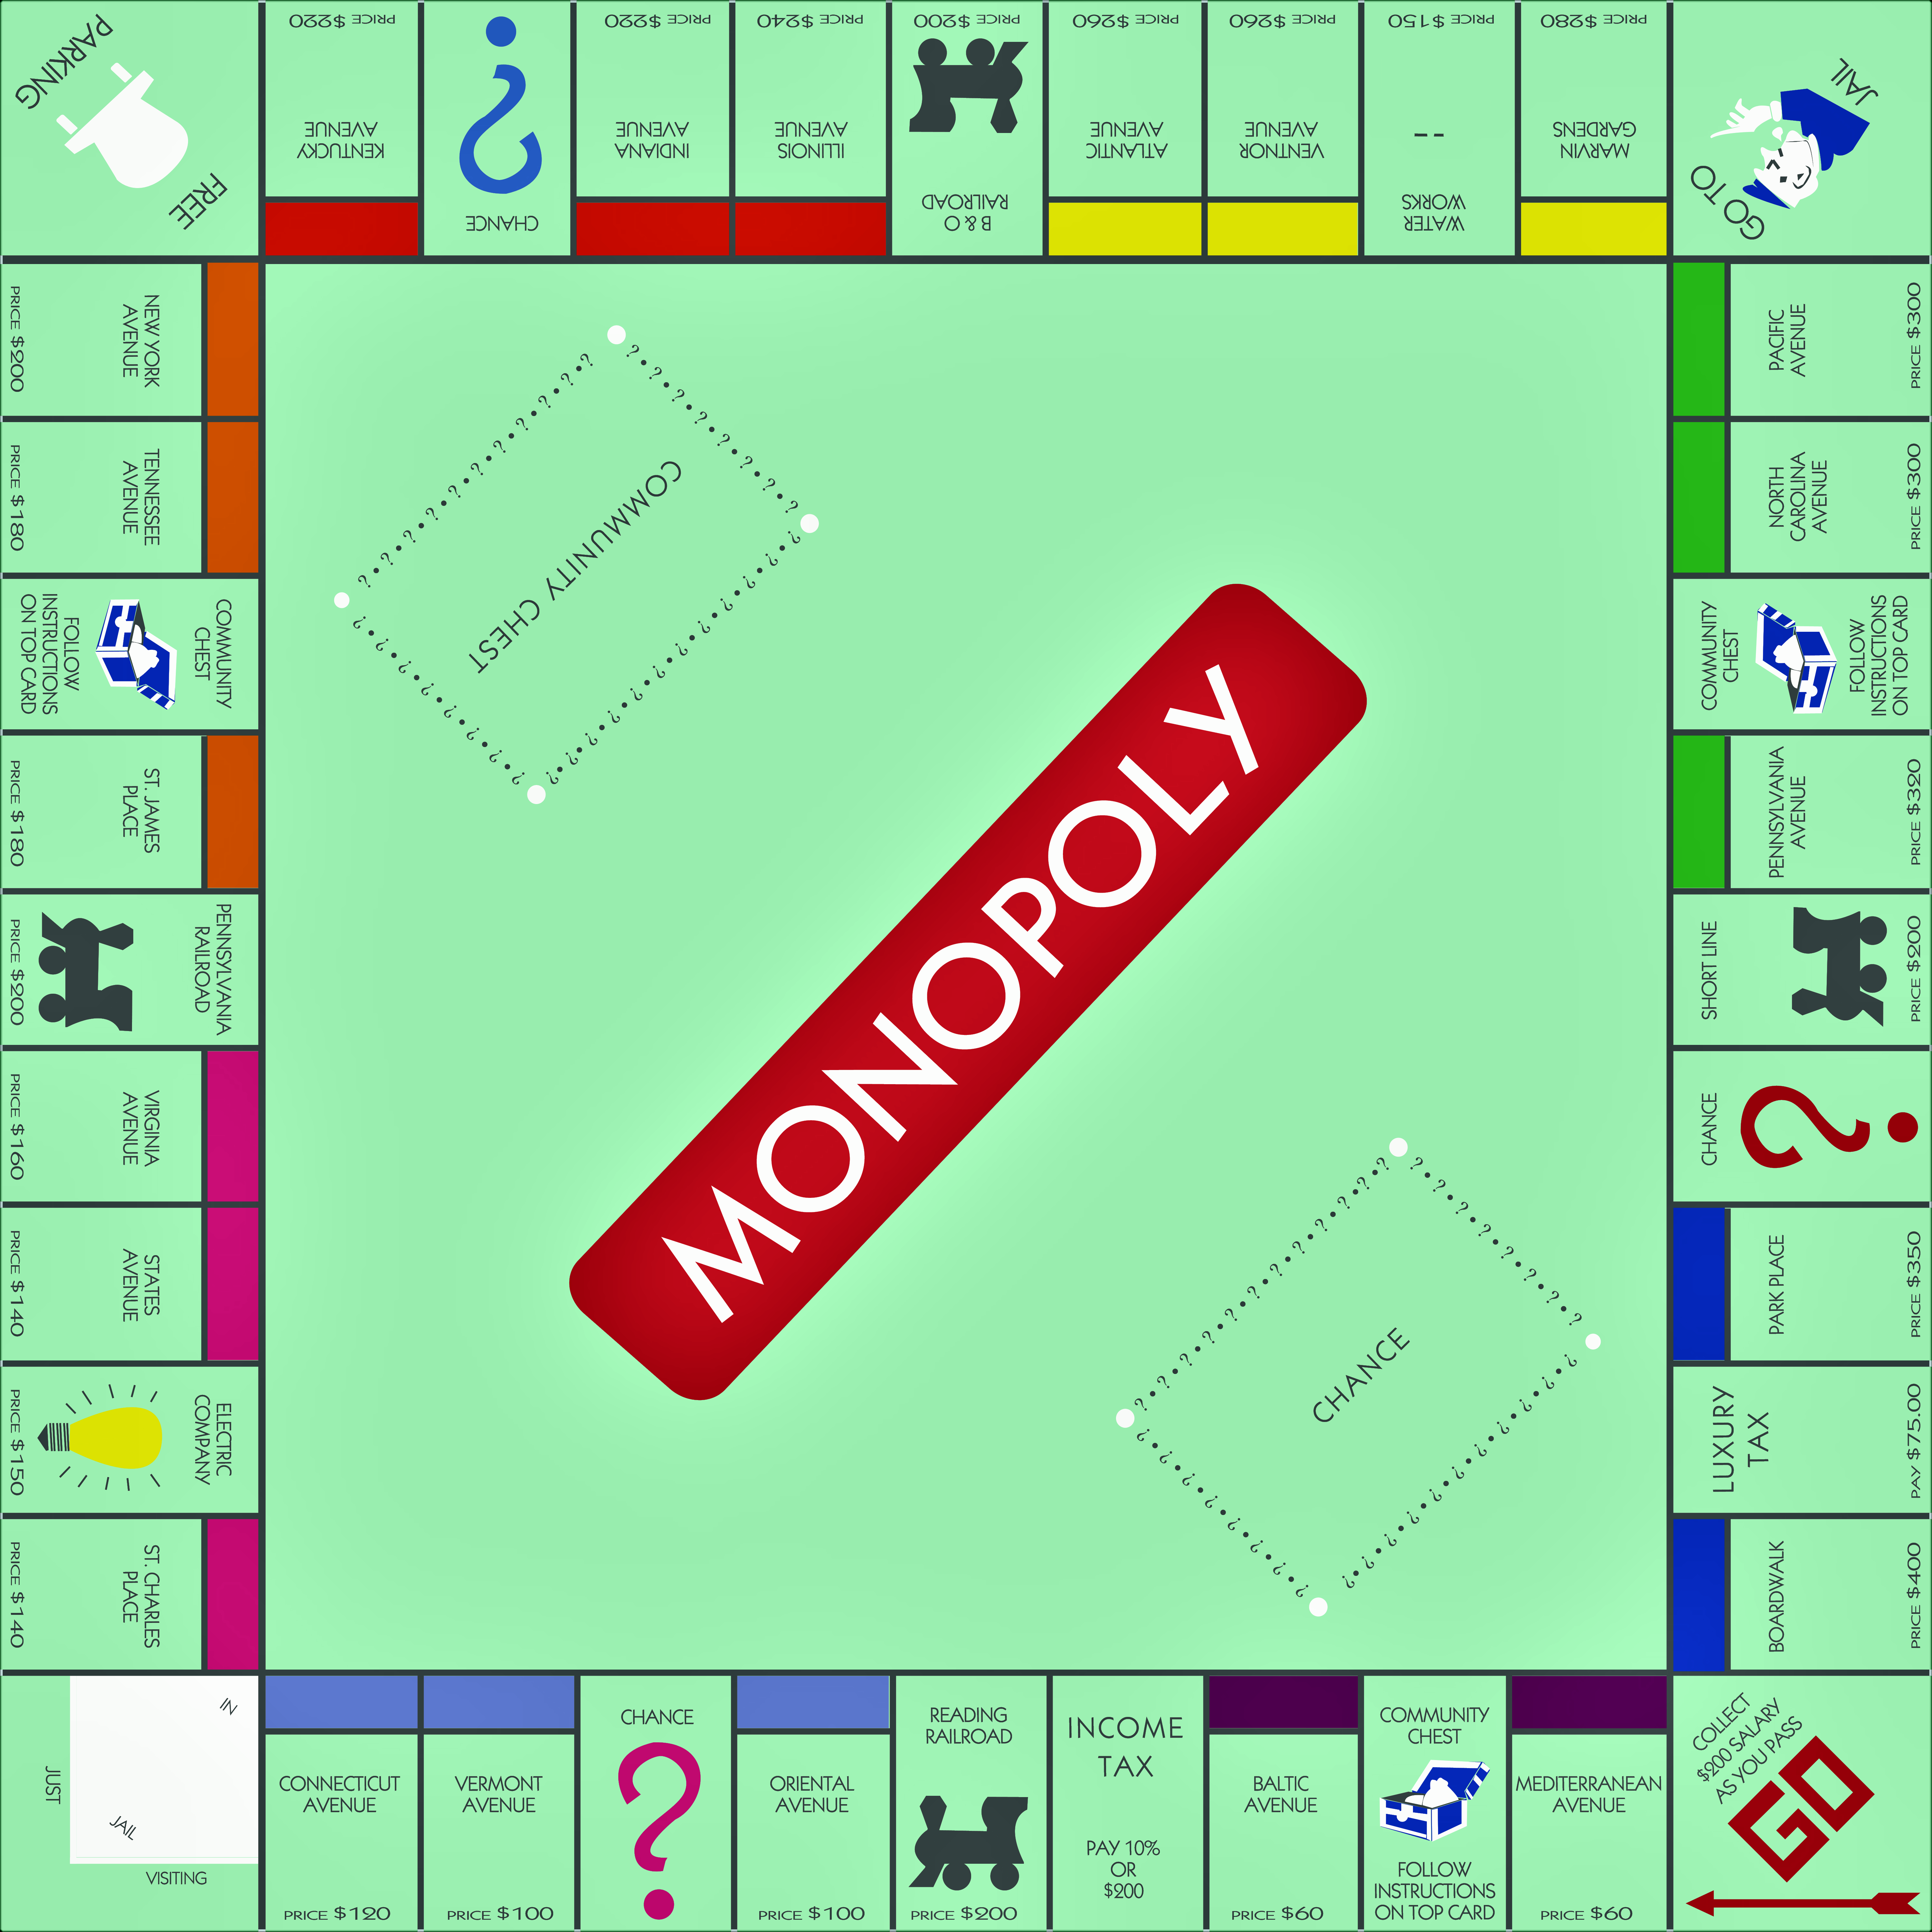 PARKING
FREE
PRICE $220
KENTUCKY
AVENUE
CHANCE
PRICE $220
INDIANA
AVENUE
PRICE $240
ILLINOIS
AVENUE
PRICE $200
B & O
RAILROAD
PRICE $260
ATLANTIC
AVENUE
PRICE $260
VENTNOR
AVENUE
PRICE $150
--
WATER
WORKS
PRICE $280
MARVIN
GARDENS
GO TO
JAIL
NEW YORK
AVENUE
PRICE $200
TENNESSEE
AVENUE
PRICE $180
COMMUNITY
CHEST
FOLLOW
INSTRUCTIONS
ON TOP CARD
ST. JAMES
PLACE
PRICE $180
PENNSYLVANIA
RAILROAD
PRICE $200
VIRGINIA
AVENUE
PRICE $160
STATES
AVENUE
PRICE $140
ELECTRIC
COMPANY
PRICE $150
ST. CHARLES
PLACE
PRICE $140
COMMUNITY CHEST
MONOPOLY
CHANCE
PACIFIC
AVENUE
PRICE $300
NORTH
CAROLINA
AVENUE
PRICE $300
COMMUNITY
CHEST
FOLLOW
INSTRUCTIONS
ON TOP CARD
PENNSYLVANIA
AVENUE
PRICE $320
SHORT LINE
PRICE $200
CHANCE
PARK PLACE
PRICE $350
LUXURY
TAX
PAY $75.00
BOARDWALK
PRICE $400
IN
JAIL
JUST
VISITING
CONNECTICUT
AVENUE
PRICE $120
VERMONT
AVENUE
PRICE $100
CHANCE
ORIENTAL
AVENUE
PRICE $100
READING
RAILROAD
PRICE $200
INCOME
TAX
PAY 10%
OR
$200
BALTIC
AVENUE
PRICE $60
COMMUNITY
CHEST
FOLLOW
INSTRUCTIONS
ON TOP CARD
MEDITERRANEAN
AVENUE
PRICE $60
COLLECT
$200 SALARY
AS YOU PASS
GO